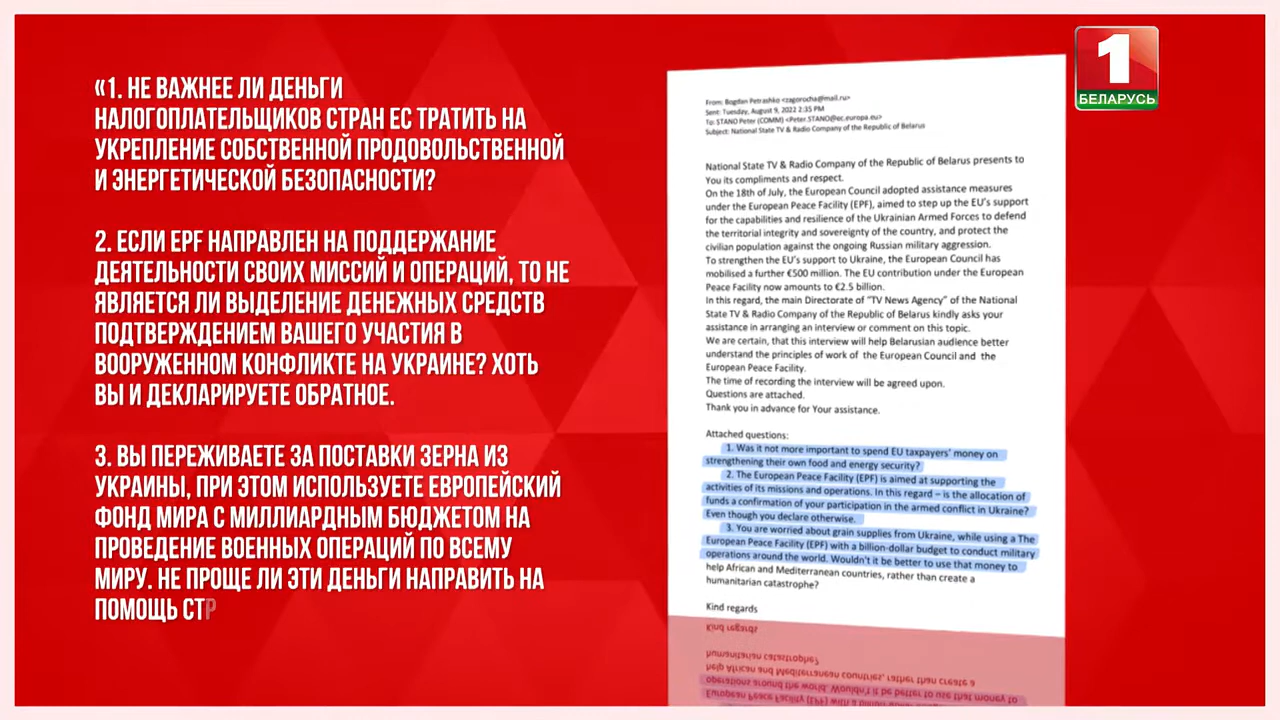 «1. НЕ ВАЖНЕЕ ЛИ ДЕНЬГИ
НАЛОГОПЛАТЕЛЬЩИКОВ СТРАН ЕС ТРАТИТЬ НА
УКРЕПЛЕНИЕ СОБСТВЕННОЙ ПРОДОВОЛЬСТВЕННОЙ
И ЭНЕРГЕТИЧЕСКОЙ БЕЗОПАСНОСТИ?
2. ЕСЛИ EPF НАПРАВЛЕН НА ПОДДЕРЖАНИЕ
ДЕЯТЕЛЬНОСТИ СВОИХ МИССИЙ И ОПЕРАЦИЙ, ТО НЕ
ЯВЛЯЕТСЯ ЛИ ВЫДЕЛЕНИЕ ДЕНЕЖНЫХ СРЕДСТВ
ПОДТВЕРЖДЕНИЕМ ВАШЕГО УЧАСТИЯ В
ВООРУЖЕННОМ КОНФЛИКТЕ НА УКРАИНЕ? ХОТЬ
ВЫ И ДЕКЛАРИРУЕТЕ ОБРАТНОЕ.
3. ВЫ ПЕРЕЖИВАЕТЕ ЗА ПОСТАВКИ ЗЕРНА ИЗ
УКРАИНЫ, ПРИ ЭТОМ ИСПОЛЬЗУЕТЕ ЕВРОПЕЙСКИЙ
ФОНД МИРА С МИЛЛИАРДНЫМ БЮДЖЕТОМ НА
ПРОВЕДЕНИЕ ВОЕННЫХ ОПЕРАЦИЙ ПО ВСЕМУ
МИРУ. НЕ ПРОЩЕ ЛИ ЭТИ ДЕНЬГИ НАПРАВИТЬ НА
ПОМОЩЬ СТР
1
БЕЛАРУСЬ
From: Bogdan Petrashko <zagorocha@mail.ru>
Sent: Tuesday, August 9, 2022 2:35 PM
To: STANO Peter (COMM) <Peter.STANO@ec.europa.eu>
Subject: National State TV & Radio Company of the Republic of Belarus
National State TV & Radio Company of the Republic of Belarus presents to
You its compliments and respect.
On the 18th of July, the European Council adopted assistance measures
under the European Peace Facility (EPF), aimed to step up the EU's support
for the capabilities and resilience of the Ukrainian Armed Forces to defend
the territorial integrity and sovereignty of the country, and protect the
civilian population against the ongoing Russian military aggression.
To strengthen the EU's support to Ukraine, the European Council has
mobilised a further €500 million. The EU contribution under the European
Peace Facility now amounts to €2.5 billion.
In this regard, the main Directorate of "TV News Agency" of the National
State TV & Radio Company of the Republic of Belarus kindly asks your
assistance in arranging an interview or comment on this topic.
We are certain, that this interview will help Belarusian audience better
understand the principles of work of the European Council and the
European Peace Facility.
The time of recording the interview will be agreed upon.
Questions are attached.
Thank you in advance for Your assistance.
Attached questions:
1. Was it not more important to spend EU taxpayers' money on
strengthening their own food and energy security?
2. The European Peace Facility (EPF) is aimed at supporting the
activities of its missions and operations. In this regard – is the allocation of
funds a confirmation of your participation in the armed conflict in Ukraine?
Even though you declare otherwise.
3. You are worried about grain supplies from Ukraine, while using a The
European Peace Facility (EPF) with a billion-dollar budget to conduct military
operations around the world. Wouldn't it be better to use that money to
help African and Mediterranean countries, rather than create a
humanitarian catastrophe?
Kind regards